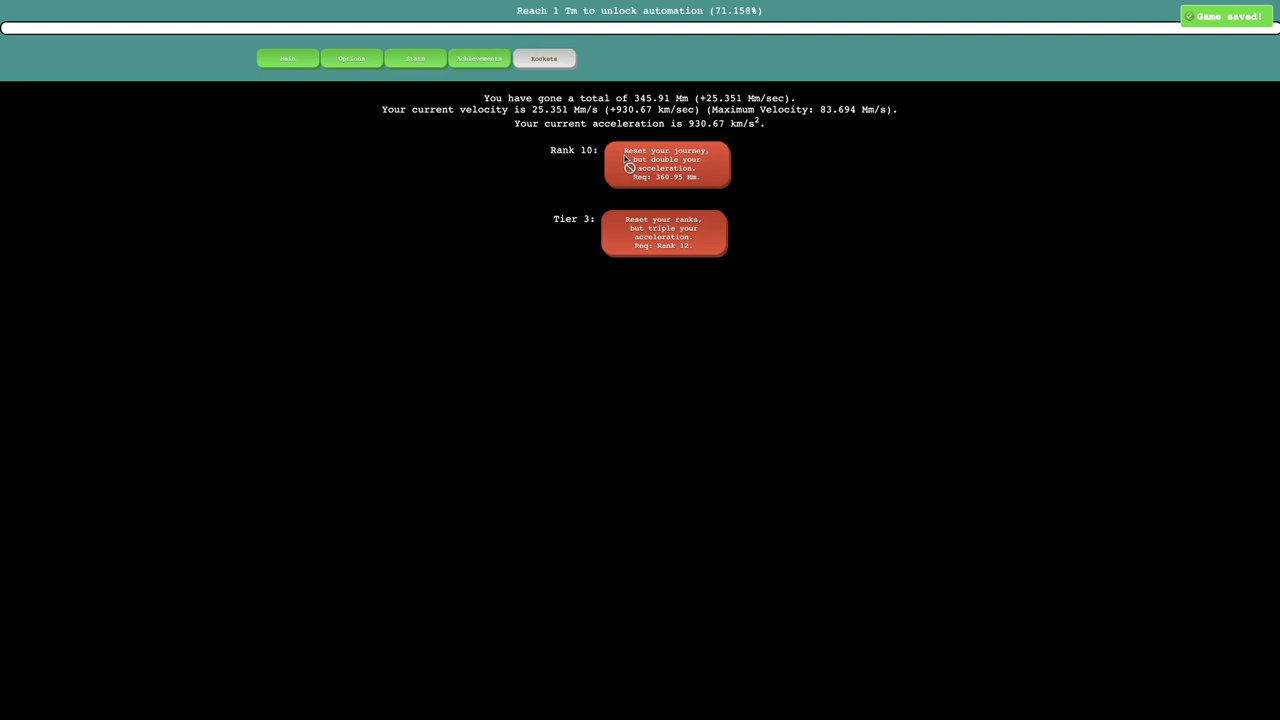 Reach 1 Tm to unlock automation (71.158%)
Game saved!
Main
Options
Stats
Achievements
Rockets
You have gone a total of 345.91 Mm (+25.351 Mm/sec).
Your current velocity is 25.351 Mm/s (+930.67 km/sec) (Maximum Velocity: 83.694 Mm/s).
Your current acceleration is 930.67 km/s².
Rank 10:
Reset your journey,
but double your
acceleration.
Req: 360.95 Mm.
Tier 3:
Reset your ranks,
but triple your
acceleration.
Req: Rank 12.